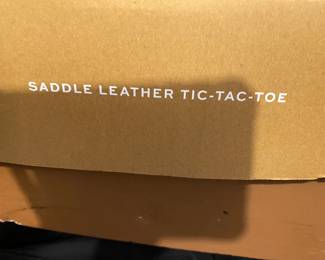 SADDLE LEATHER TIC-TAC-TOE